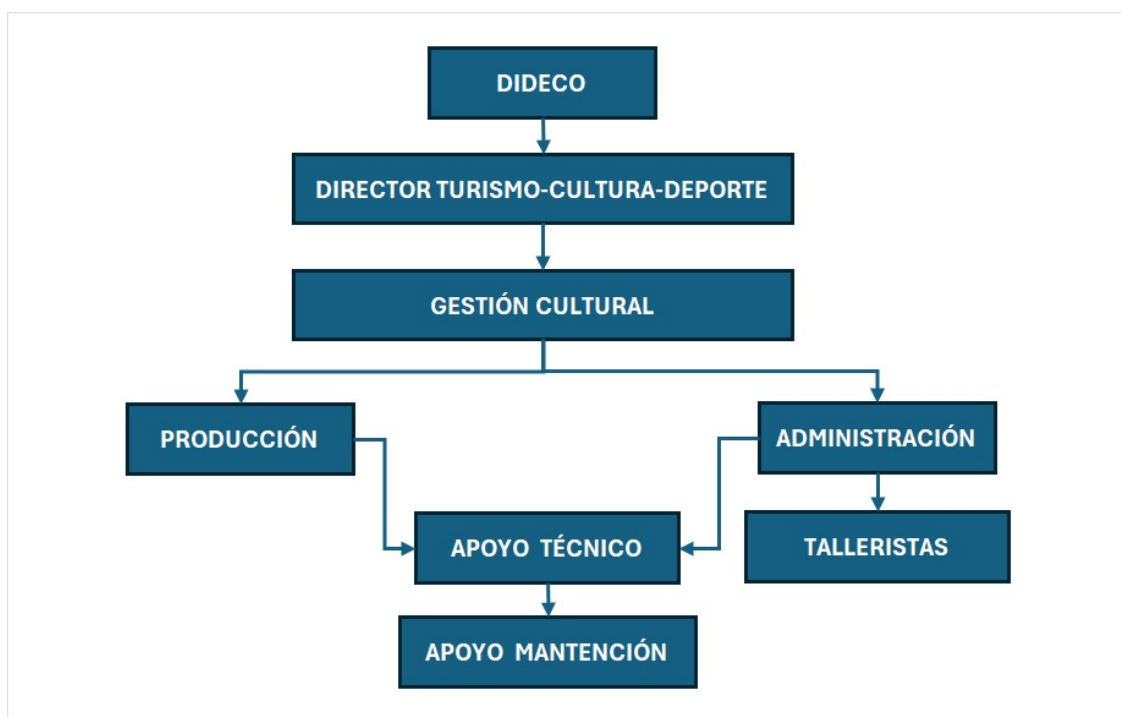 DIDECO
DIRECTOR TURISMO-CULTURA-DEPORTE
GESTIÓN CULTURAL
PRODUCCIÓN
ADMINISTRACIÓN
APOYO TÉCNICO
TALLERISTAS
APOYO MANTENCIÓN